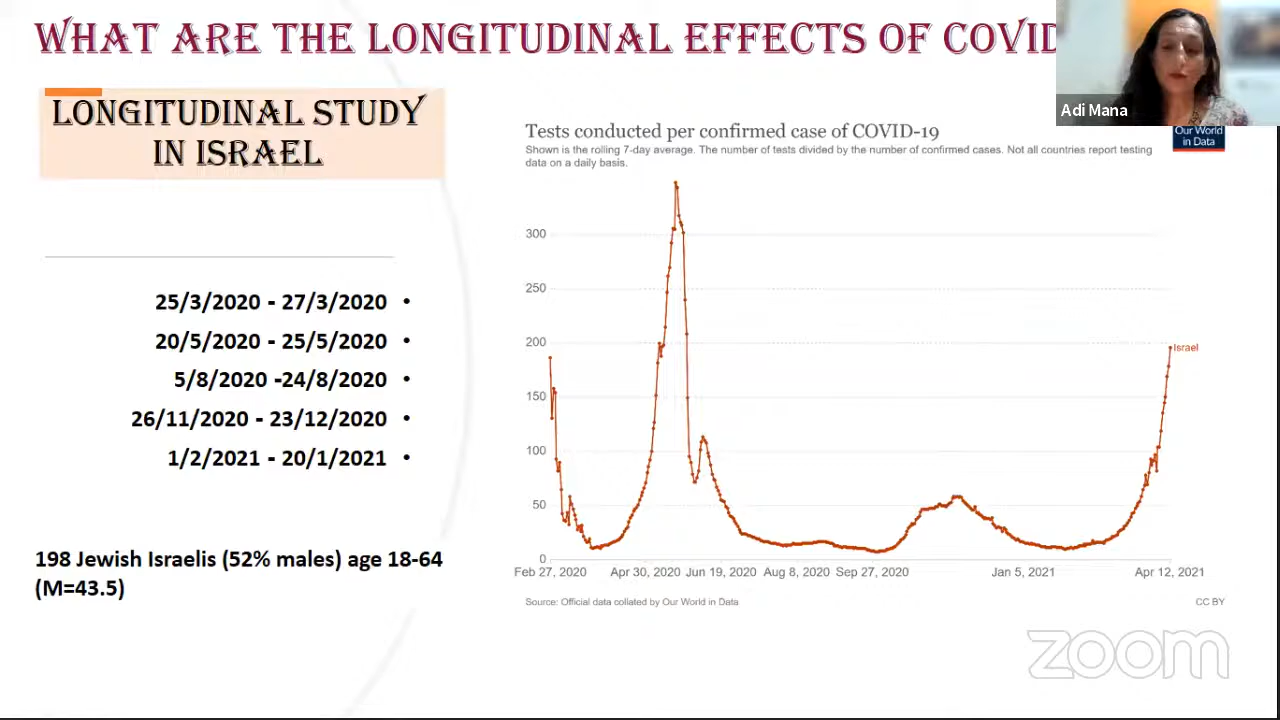 WHAT ARE THE LONGITUDINAL EFFECTS OF COVID
Adi Mana
LONGITUDINAL STUDY
IN ISRAEL
25/3/2020 - 27/3/2020 •
20/5/2020 - 25/5/2020 •
5/8/2020 -24/8/2020 •
26/11/2020 - 23/12/2020 •
1/2/2021 - 20/1/2021 •
198 Jewish Israelis (52% males) age 18-64
(M=43.5)
Tests conducted per confirmed case of COVID-19
Shown is the rolling 7-day average. The number of tests divided by the number of confirmed cases. Not all countries report testing
data on a daily basis.
Our World
in Data
300
250
200
150
100
50
0
Israel
Feb 27, 2020 Apr 30, 2020 Jun 19, 2020 Aug 8, 2020 Sep 27, 2020 Jan 5, 2021 Apr 12, 2021
Source: Official data collated by Our World in Data
CC BY
zoom